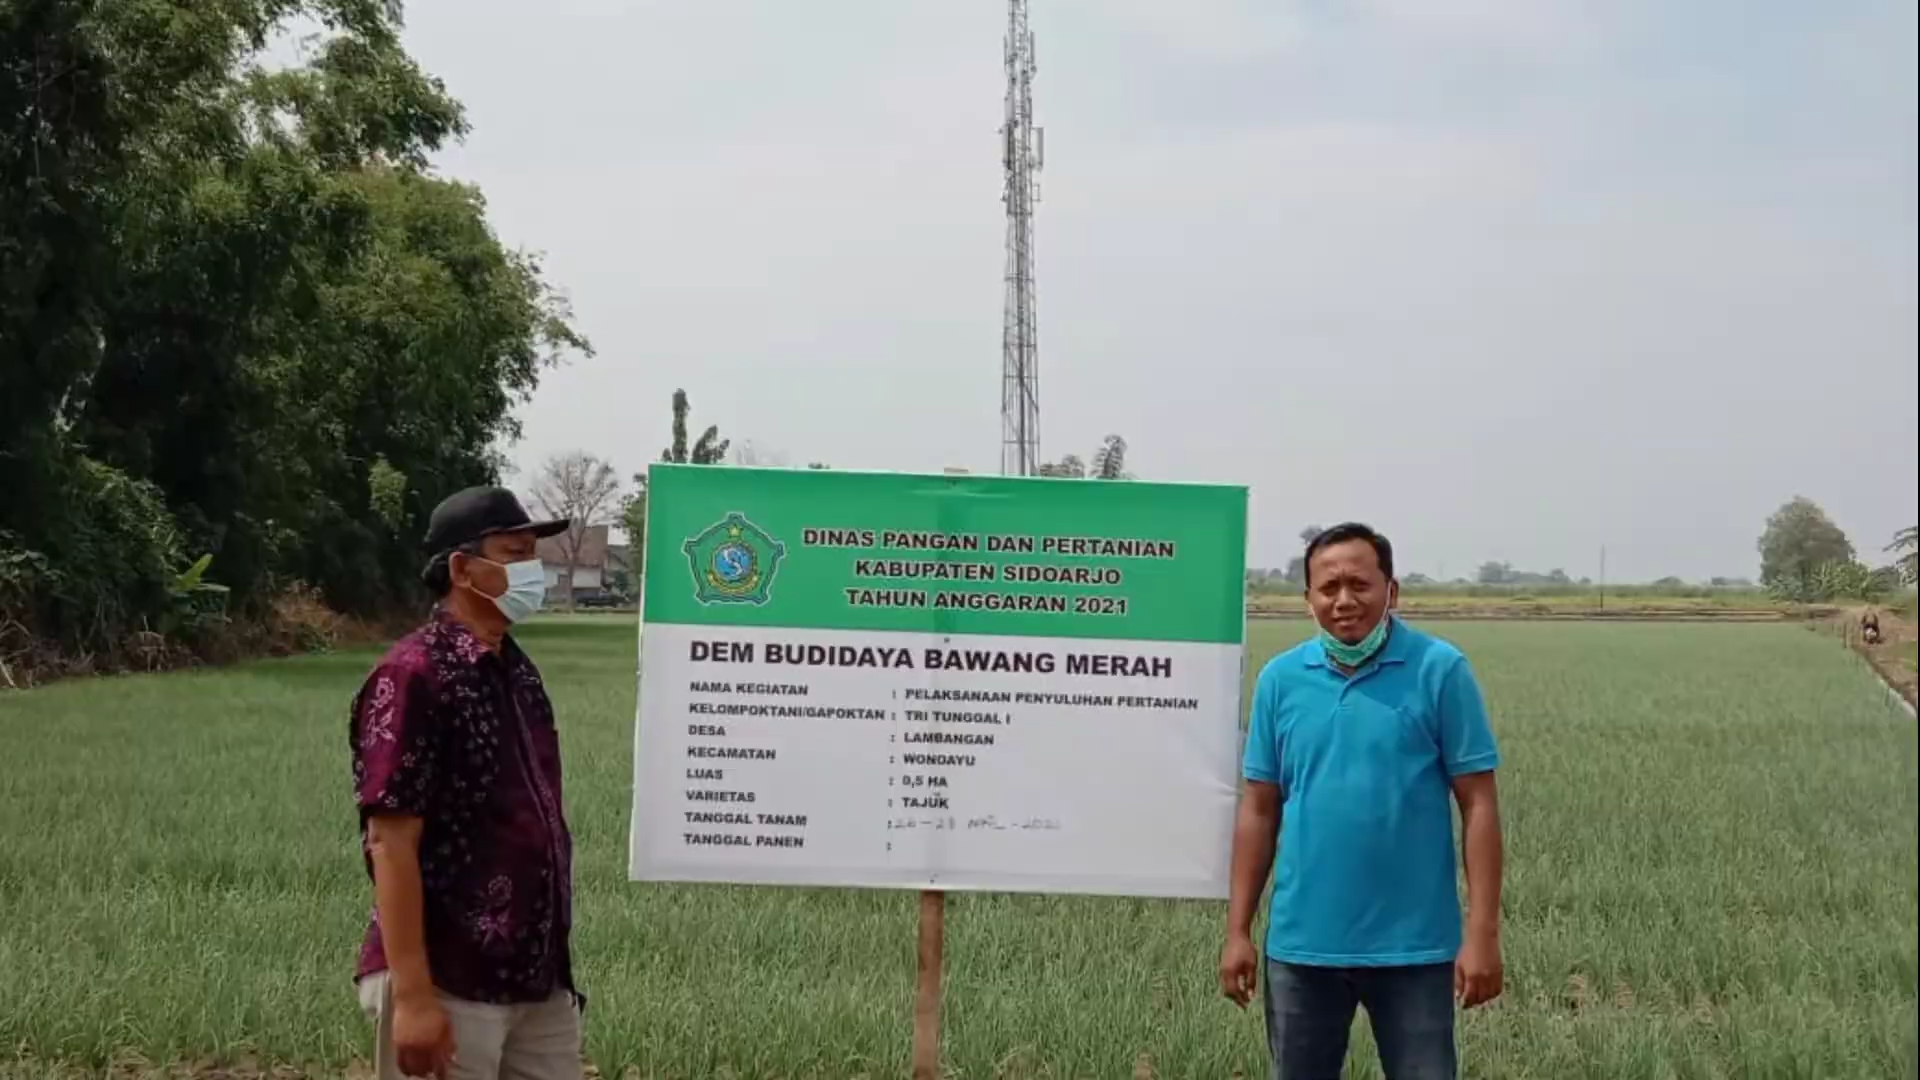 DINAS PANGAN DAN PERTANIAN
KABUPATEN SIDOARJO
TAHUN ANGGARAN 2021
DEM BUDIDAYA BAWANG MERAH
NAMA KEGIATAN : PELAKSANAAN PENYULUHAN PERTANIAN
KELOMPOKTANI/GAPOKTAN : TRI TUNGGAL I
DESA : LAMBANGAN
KECAMATAN : WONOAYU
LUAS : 0,5 HA
VARIETAS : TAJUK
TANGGAL TANAM :
TANGGAL PANEN :